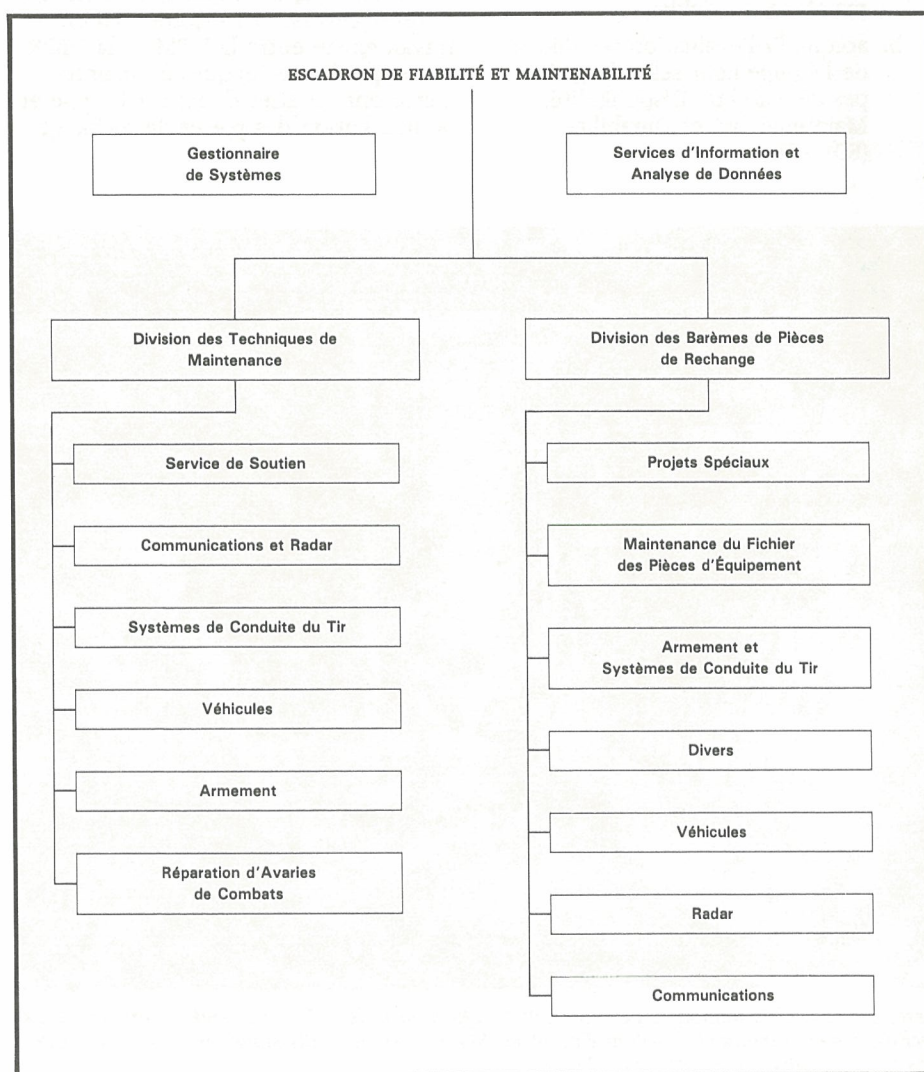 ESCADRON DE FIABILITÉ ET MAINTENABILITÉ
Gestionnaire
de Systèmes
Services d'Information et
Analyse de Données
Division des Techniques de
Maintenance
Division des Barèmes de Pièces
de Rechange
Service de Soutien
Communications et Radar
Systèmes de Conduite du Tir
Véhicules
Armement
Réparation d'Avaries
de Combats
Projets Spéciaux
Maintenance du Fichier
des Pièces d'Équipement
Armement et
Systèmes de Conduite du Tir
Divers
Véhicules
Radar
Communications